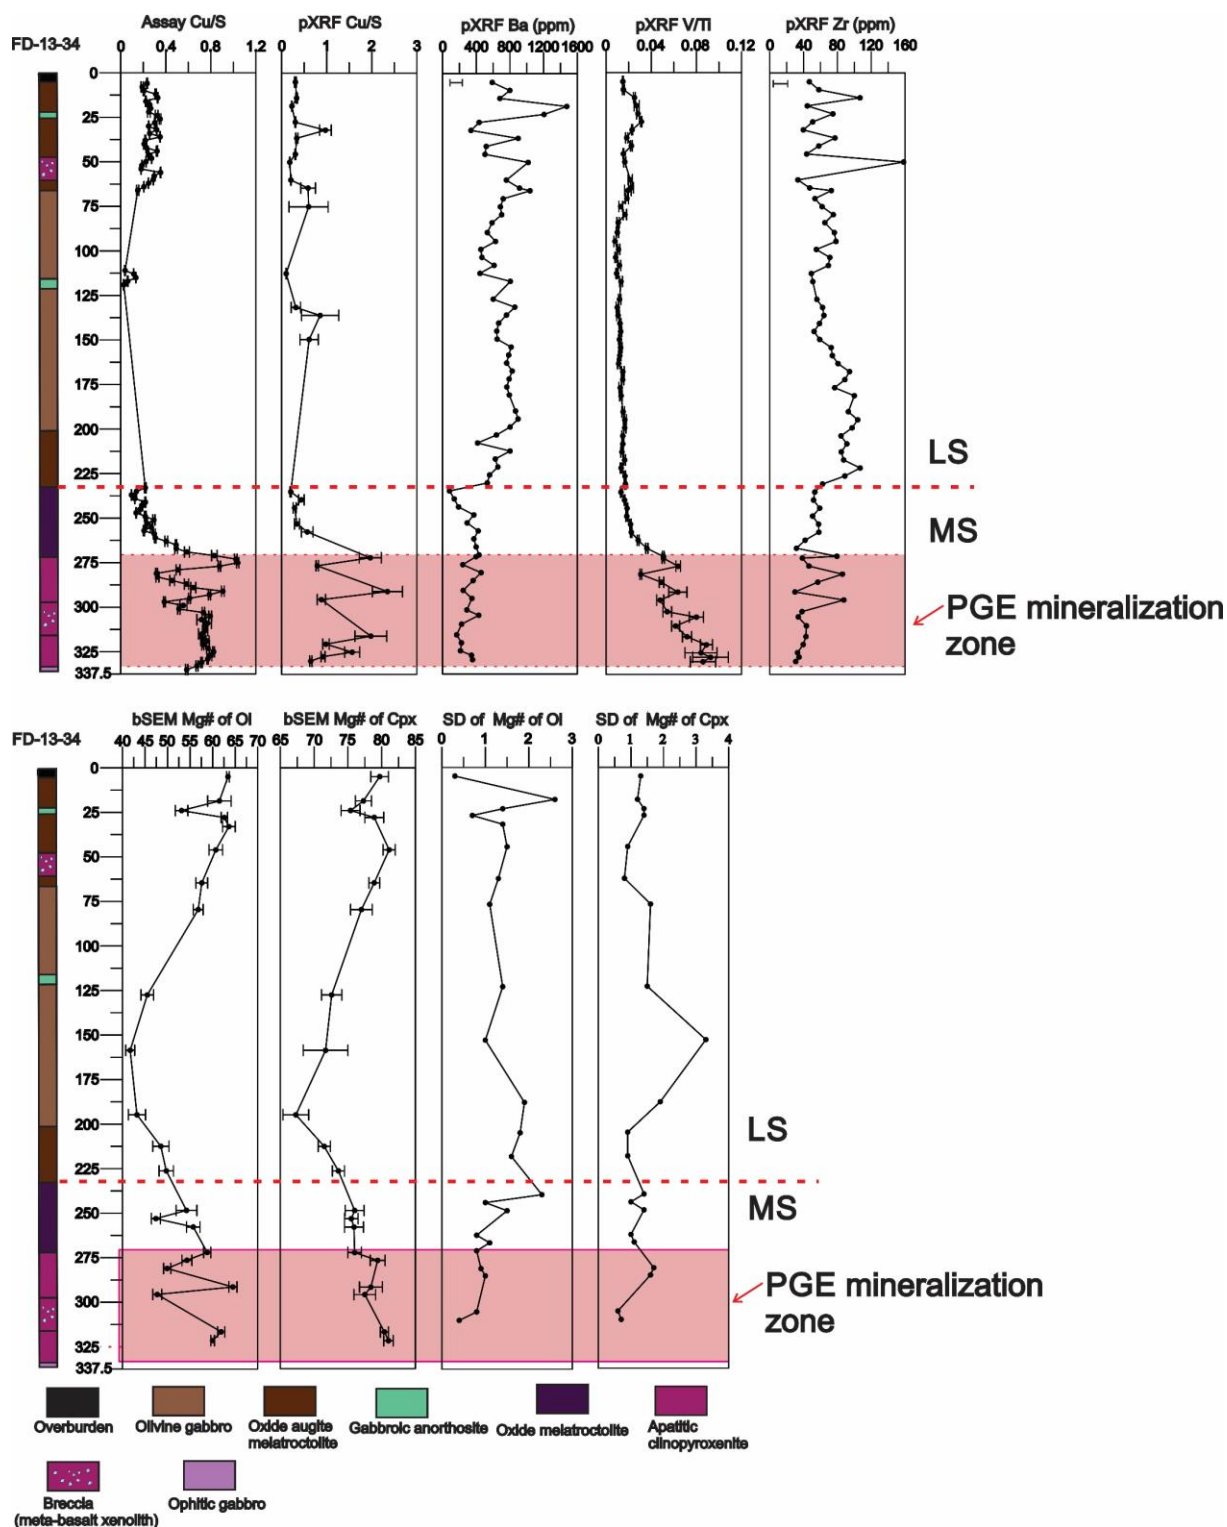 Assay Cu/S pXRF Cu/S pXRF Ba (ppm) pXRF V/Ti pXRF Zr (ppm)
FD-13-34
0 0.4 0.8 1.2 0 1 2 3 0 400 800 1200 1600 0 0.04 0.08 0.12 0 40 80 120 160
0
25
50
75
100
125
150
175
200
225
250
275
300
325
337.5
LS
MS
PGE mineralization
zone
bSEM Mg# of Ol bSEM Mg# of Cpx SD of Mg# of Ol SD of Mg# of Cpx
FD-13-34
40 45 50 55 60 65 70 65 70 75 80 85 0 1 2 3 0 1 2 3 4
0
25
50
75
100
125
150
175
200
225
250
275
300
325
337.5
LS
MS
PGE mineralization
zone
Overburden
Olivine gabbro
Oxide augite
melatroctolite
Gabbroic anorthosite
Oxide melatroctolite
Apatitic
clinopyroxenite
Breccia
(meta-basalt xenolith)
Ophitic gabbro